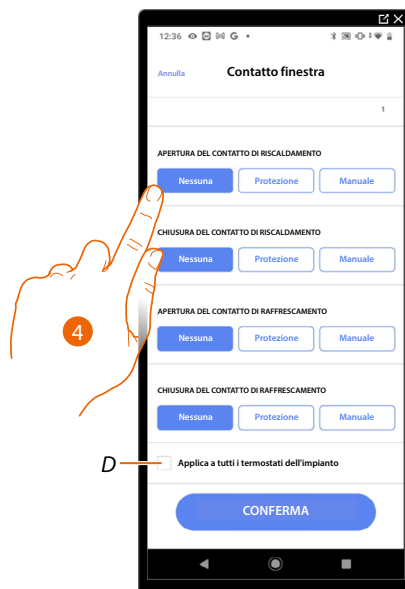 12:36
Annulla
Contatto finestra
1
APERTURA DEL CONTATTO DI RISCALDAMENTO
Nessuna Protezione Manuale
CHIUSURA DEL CONTATTO DI RISCALDAMENTO
Nessuna Protezione Manuale
4
APERTURA DEL CONTATTO DI RAFFRESCAMENTO
Nessuna Protezione Manuale
CHIUSURA DEL CONTATTO DI RAFFRESCAMENTO
Nessuna Protezione Manuale
D
Applica a tutti i termostati dell'impianto
CONFERMA